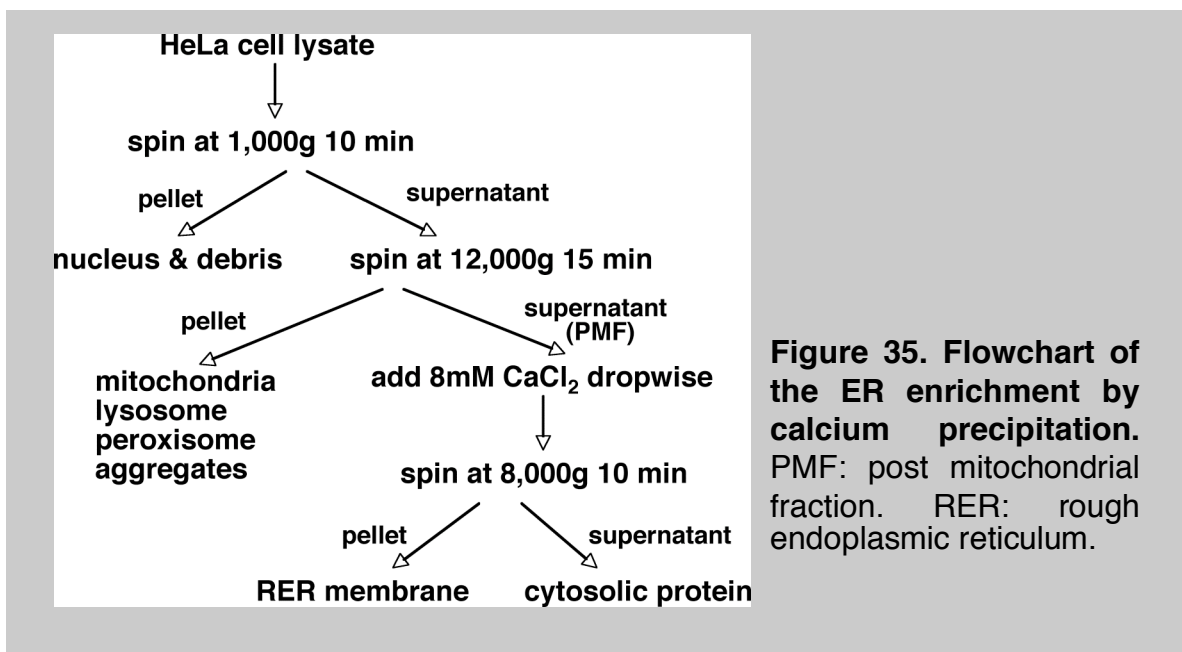 HeLa cell lysate
spin at 1,000g 10 min
pellet
supernatant
nucleus & debris
spin at 12,000g 15 min
pellet
supernatant
(PMF)
mitochondria
lysosome
peroxisome
aggregates
add 8mM CaCl₂ dropwise
spin at 8,000g 10 min
pellet
supernatant
RER membrane
cytosolic protein
Figure 35. Flowchart of
the ER enrichment by
calcium precipitation.
PMF: post mitochondrial
fraction. RER: rough
endoplasmic reticulum.